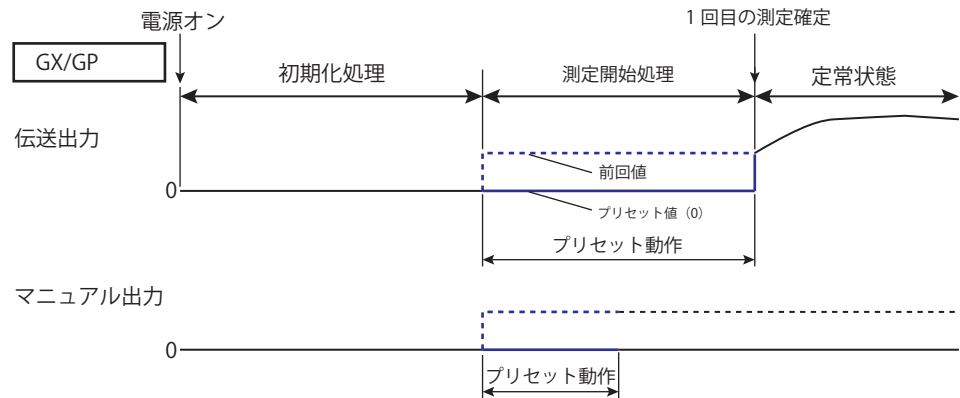 電源オン
1 回目の測定確定
GX/GP
初期化処理
測定開始処理
定常状態
伝送出力
前回値
0
プリセット値（0）
プリセット動作
マニュアル出力
0
プリセット動作